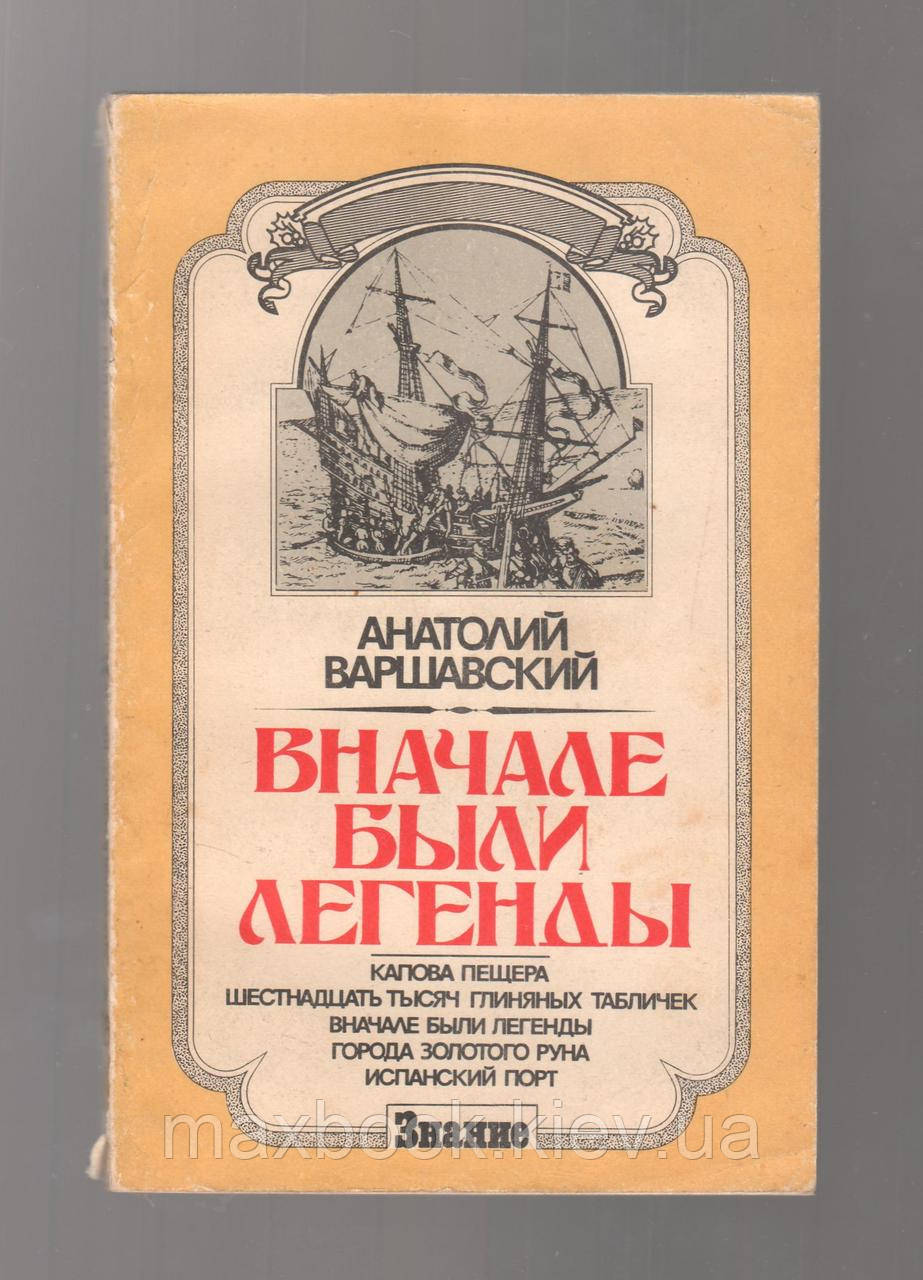 АНАТОЛИЙ
ВАРШАВСКИЙ
ВНАЧАЛЕ
БЫЛИ
ЛЕГЕНДЫ
КАПОВА ПЕЩЕРА
ШЕСТНАДЦАТЬ ТЫСЯЧ ГЛИНЯНЫХ ТАБЛИЧЕК
ВНАЧАЛЕ БЫЛИ ЛЕГЕНДЫ
ГОРОДА ЗОЛОТОГО РУНА
ИСПАНСКИЙ ПОРТ
Знание
maxbook.kiev.ua